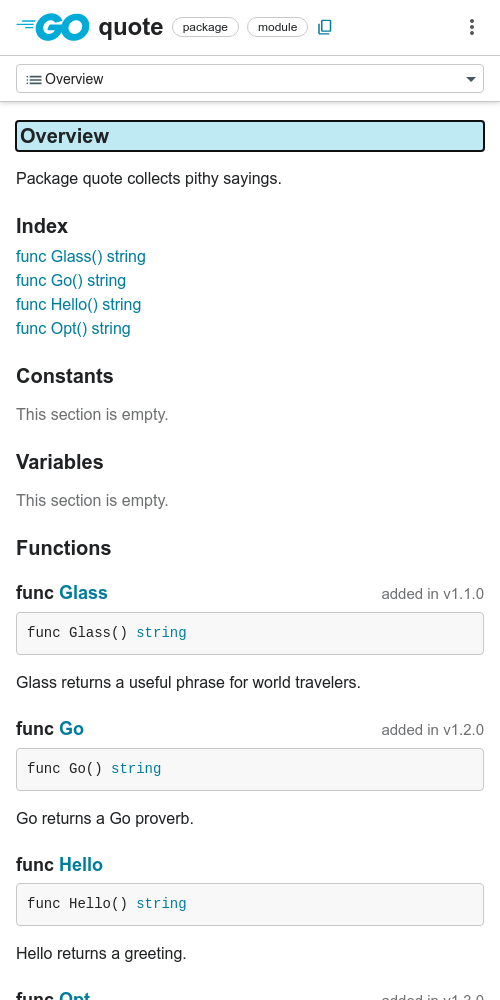 GO quote package module
Overview
Overview
Package quote collects pithy sayings.
Index
func Glass() string
func Go() string
func Hello() string
func Opt() string
Constants
This section is empty.
Variables
This section is empty.
Functions
func Glass added in v1.1.0
func Glass() string
Glass returns a useful phrase for world travelers.
func Go added in v1.2.0
func Go() string
Go returns a Go proverb.
func Hello
func Hello() string
Hello returns a greeting.
func Opt added in v1.3.0